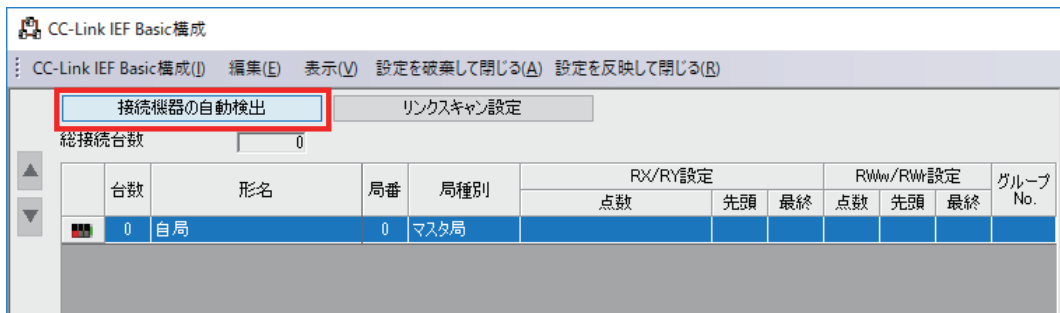 CC-Link IEF Basic構成
CC-Link IEF Basic構成(I) 編集(E) 表示(V) 設定を破棄して閉じる(A) 設定を反映して閉じる(R)
接続機器の自動検出 リンクスキャン設定
総接続台数 0
台数 形名 局番 局種別 RX/RY設定 RWw/RWr設定 グループNo.
点数 先頭 最終 点数 先頭 最終
0 自局 0 マスタ局